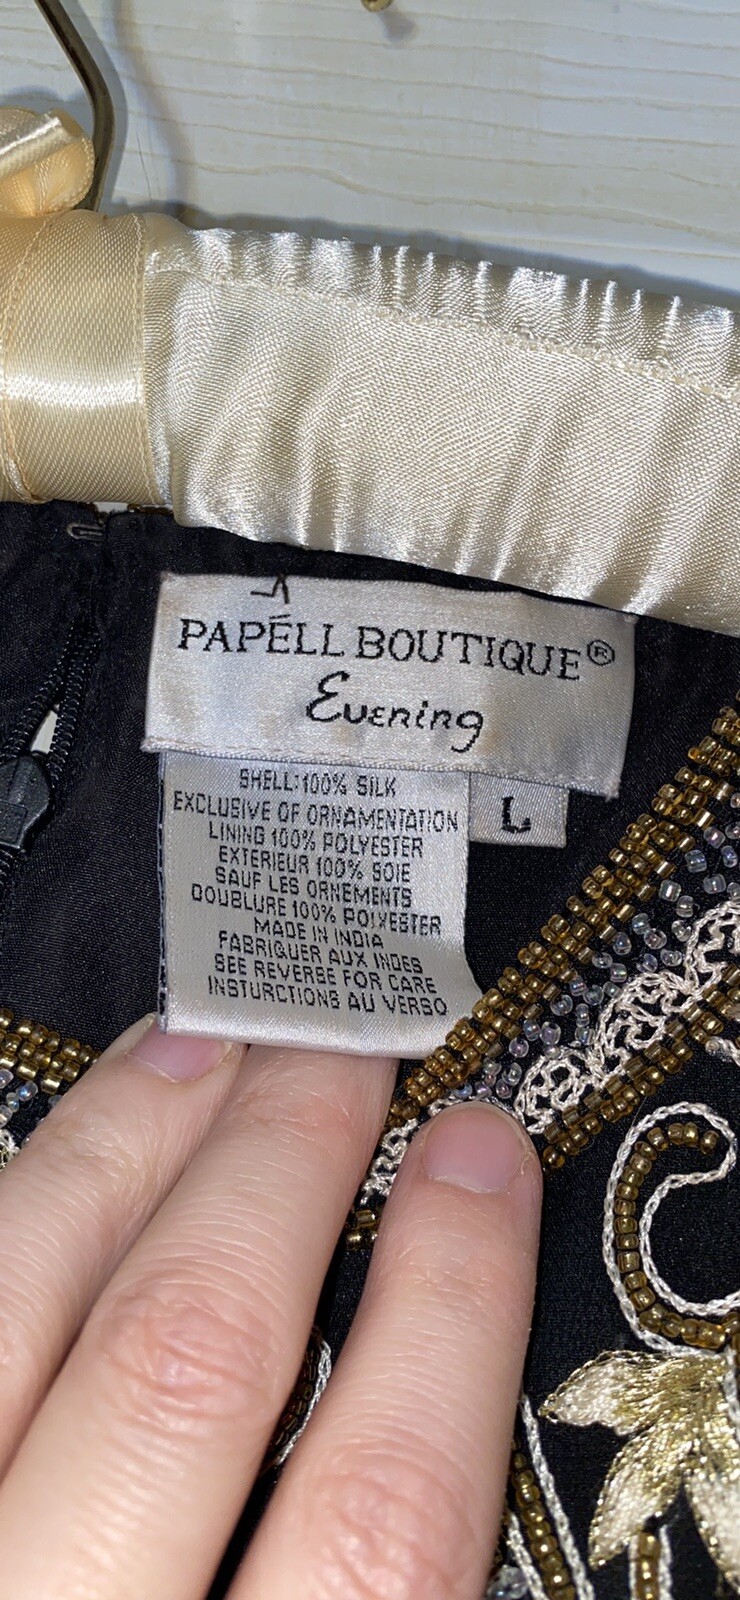 PAPÉLL BOUTIQUE®
Evening
SHELL:100% SILK
EXCLUSIVE OF ORNAMENTATION
LINING 100% POLYESTER
EXTERIEUR 100% SOIE
SAUF LES ORNEMENTS
DOUBLURE 100% POLYESTER
MADE IN INDIA
FABRIQUER AUX INDES
SEE REVERSE FOR CARE
INSTURCTIONS AU VERSO
L